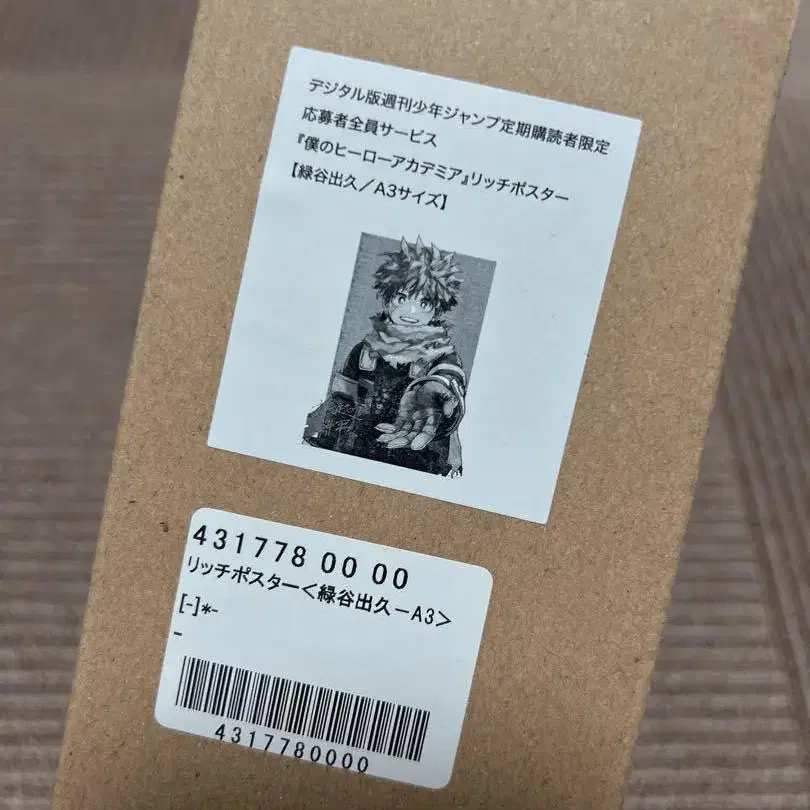 デジタル版週刊少年ジャンプ定期購読者限定
応募者全員サービス
『僕のヒーローアカデミア』リッチポスター
【緑谷出久／A3サイズ】
431778 00 00
リッチポスター＜緑谷出久－A3＞
[-]*-
-
4317780000